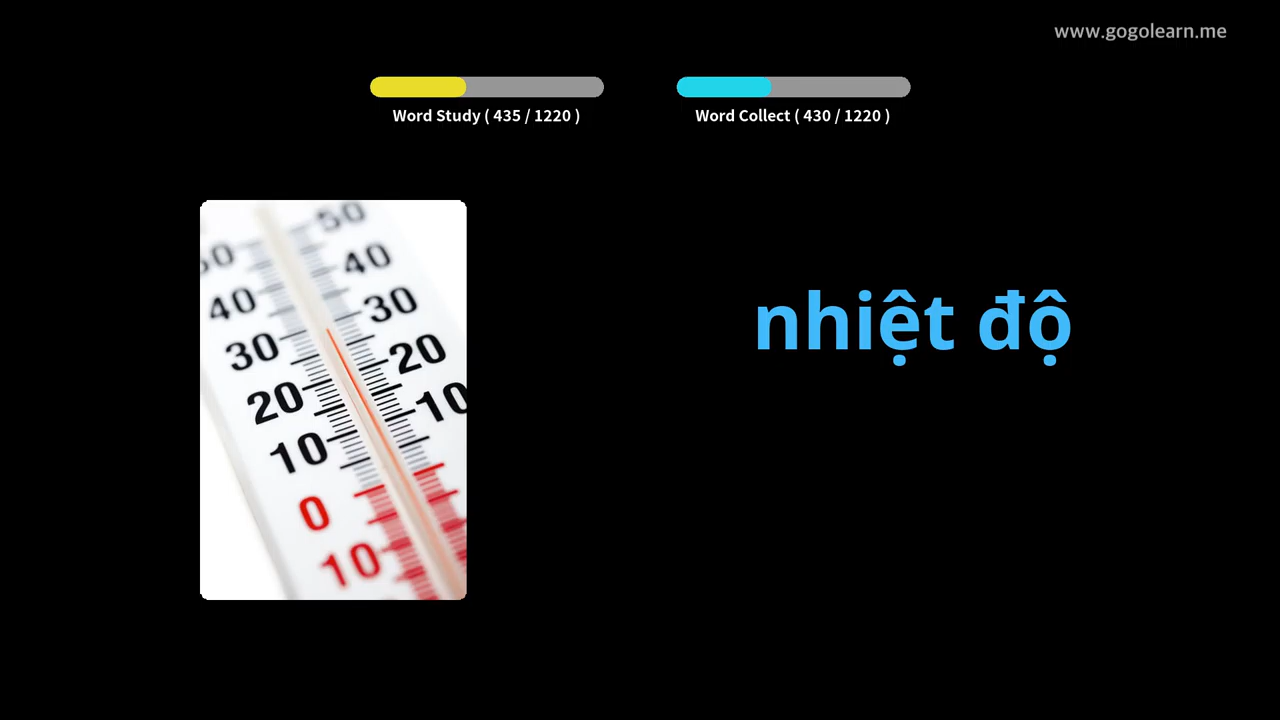 www.gogolearn.me
Word Study ( 435 / 1220 )
Word Collect ( 430 / 1220 )
50
40
30
20
10
40
30
20
10
0
10
nhiệt độ